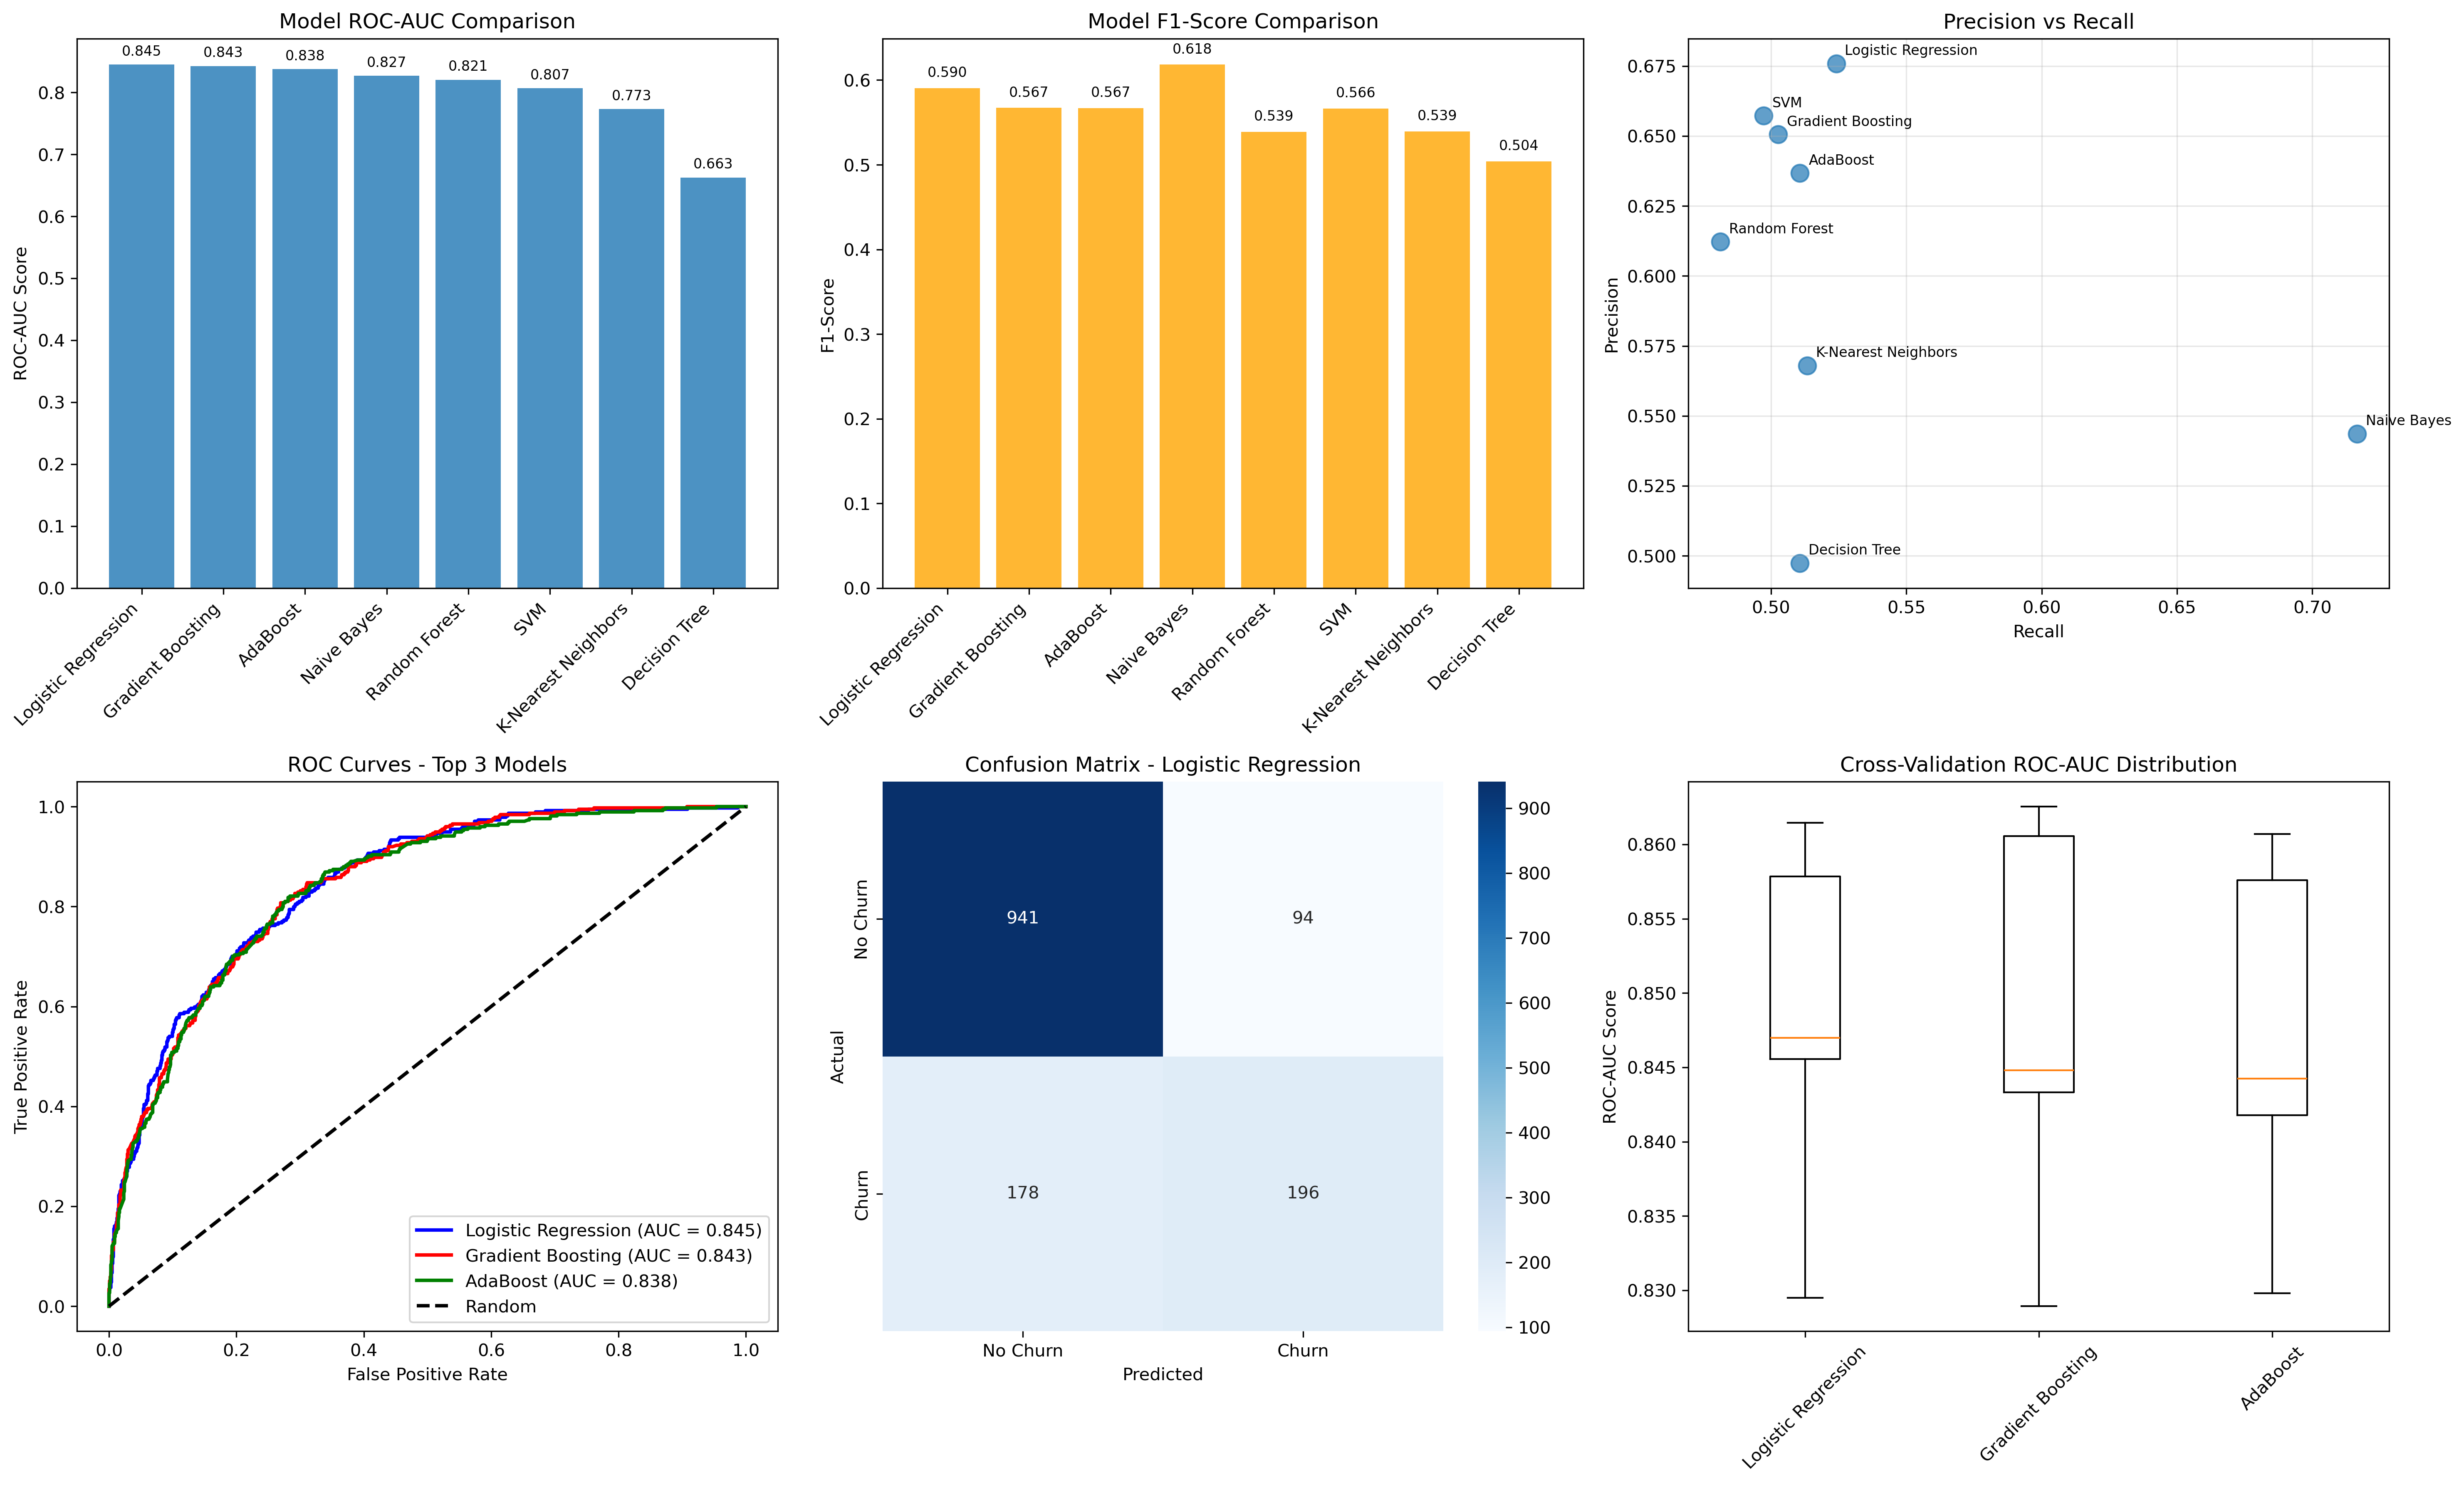 Model ROC-AUC Comparison
ROC-AUC Score
0.8
0.7
0.6
0.5
0.4
0.3
0.2
0.1
0.0
0.845
0.843
0.838
0.827
0.821
0.807
0.773
0.663
Logistic Regression
Gradient Boosting
AdaBoost
Naive Bayes
Random Forest
SVM
K-Nearest Neighbors
Decision Tree
Model F1-Score Comparison
F1-Score
0.6
0.5
0.4
0.3
0.2
0.1
0.0
0.590
0.567
0.567
0.618
0.539
0.566
0.539
0.504
Logistic Regression
Gradient Boosting
AdaBoost
Naive Bayes
Random Forest
SVM
K-Nearest Neighbors
Decision Tree
Precision vs Recall
Precision
0.675
0.650
0.625
0.600
0.575
0.550
0.525
0.500
Logistic Regression
SVM
Gradient Boosting
AdaBoost
Random Forest
K-Nearest Neighbors
Naive Bayes
Decision Tree
0.50
0.55
0.60
0.65
0.70
Recall
ROC Curves - Top 3 Models
True Positive Rate
1.0
0.8
0.6
0.4
0.2
0.0
Logistic Regression (AUC = 0.845)
Gradient Boosting (AUC = 0.843)
AdaBoost (AUC = 0.838)
Random
0.0
0.2
0.4
0.6
0.8
1.0
False Positive Rate
Confusion Matrix - Logistic Regression
Actual
No Churn
Churn
941
94
178
196
No Churn
Churn
Predicted
900
800
700
600
500
400
300
200
100
Cross-Validation ROC-AUC Distribution
ROC-AUC Score
0.860
0.855
0.850
0.845
0.840
0.835
0.830
Logistic Regression
Gradient Boosting
AdaBoost